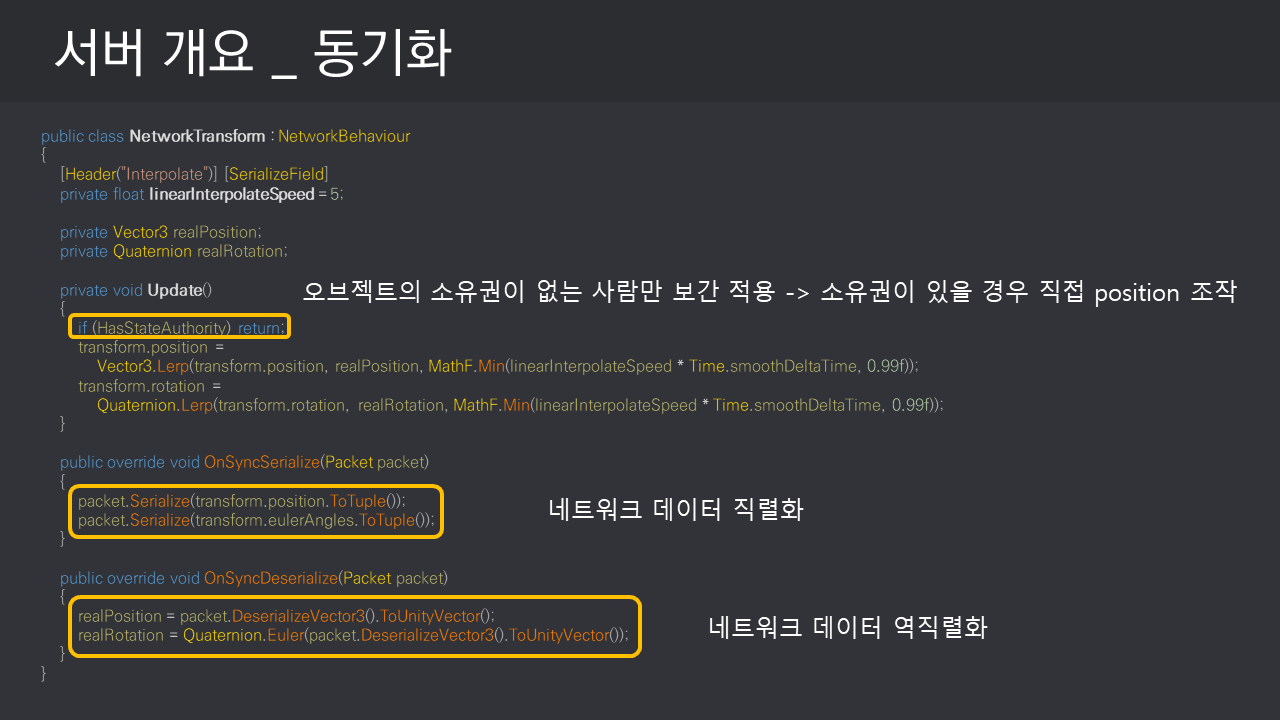 서버 개요 _ 동기화
public class NetworkTransform : NetworkBehaviour
{
[Header("Interpolate")] [SerializeField]
private float linearInterpolateSpeed = 5;
private Vector3 realPosition;
private Quaternion realRotation;
private void Update()
오브젝트의 소유권이 없는 사람만 보간 적용 -> 소유권이 있을 경우 직접 position 조작
{
if (HasStateAuthority) return;
transform.position =
Vector3.Lerp(transform.position, realPosition, MathF.Min(linearInterpolateSpeed * Time.smoothDeltaTime, 0.99f));
transform.rotation =
Quaternion.Lerp(transform.rotation, realRotation, MathF.Min(linearInterpolateSpeed * Time.smoothDeltaTime, 0.99f));
}
public override void OnSyncSerialize(Packet packet)
{
packet.Serialize(transform.position.ToTuple());
packet.Serialize(transform.eulerAngles.ToTuple());
네트워크 데이터 직렬화
}
public override void OnSyncDeserialize(Packet packet)
{
realPosition = packet.DeserializeVector3().ToUnityVector();
realRotation = Quaternion.Euler(packet.DeserializeVector3().ToUnityVector());
네트워크 데이터 역직렬화
}
}